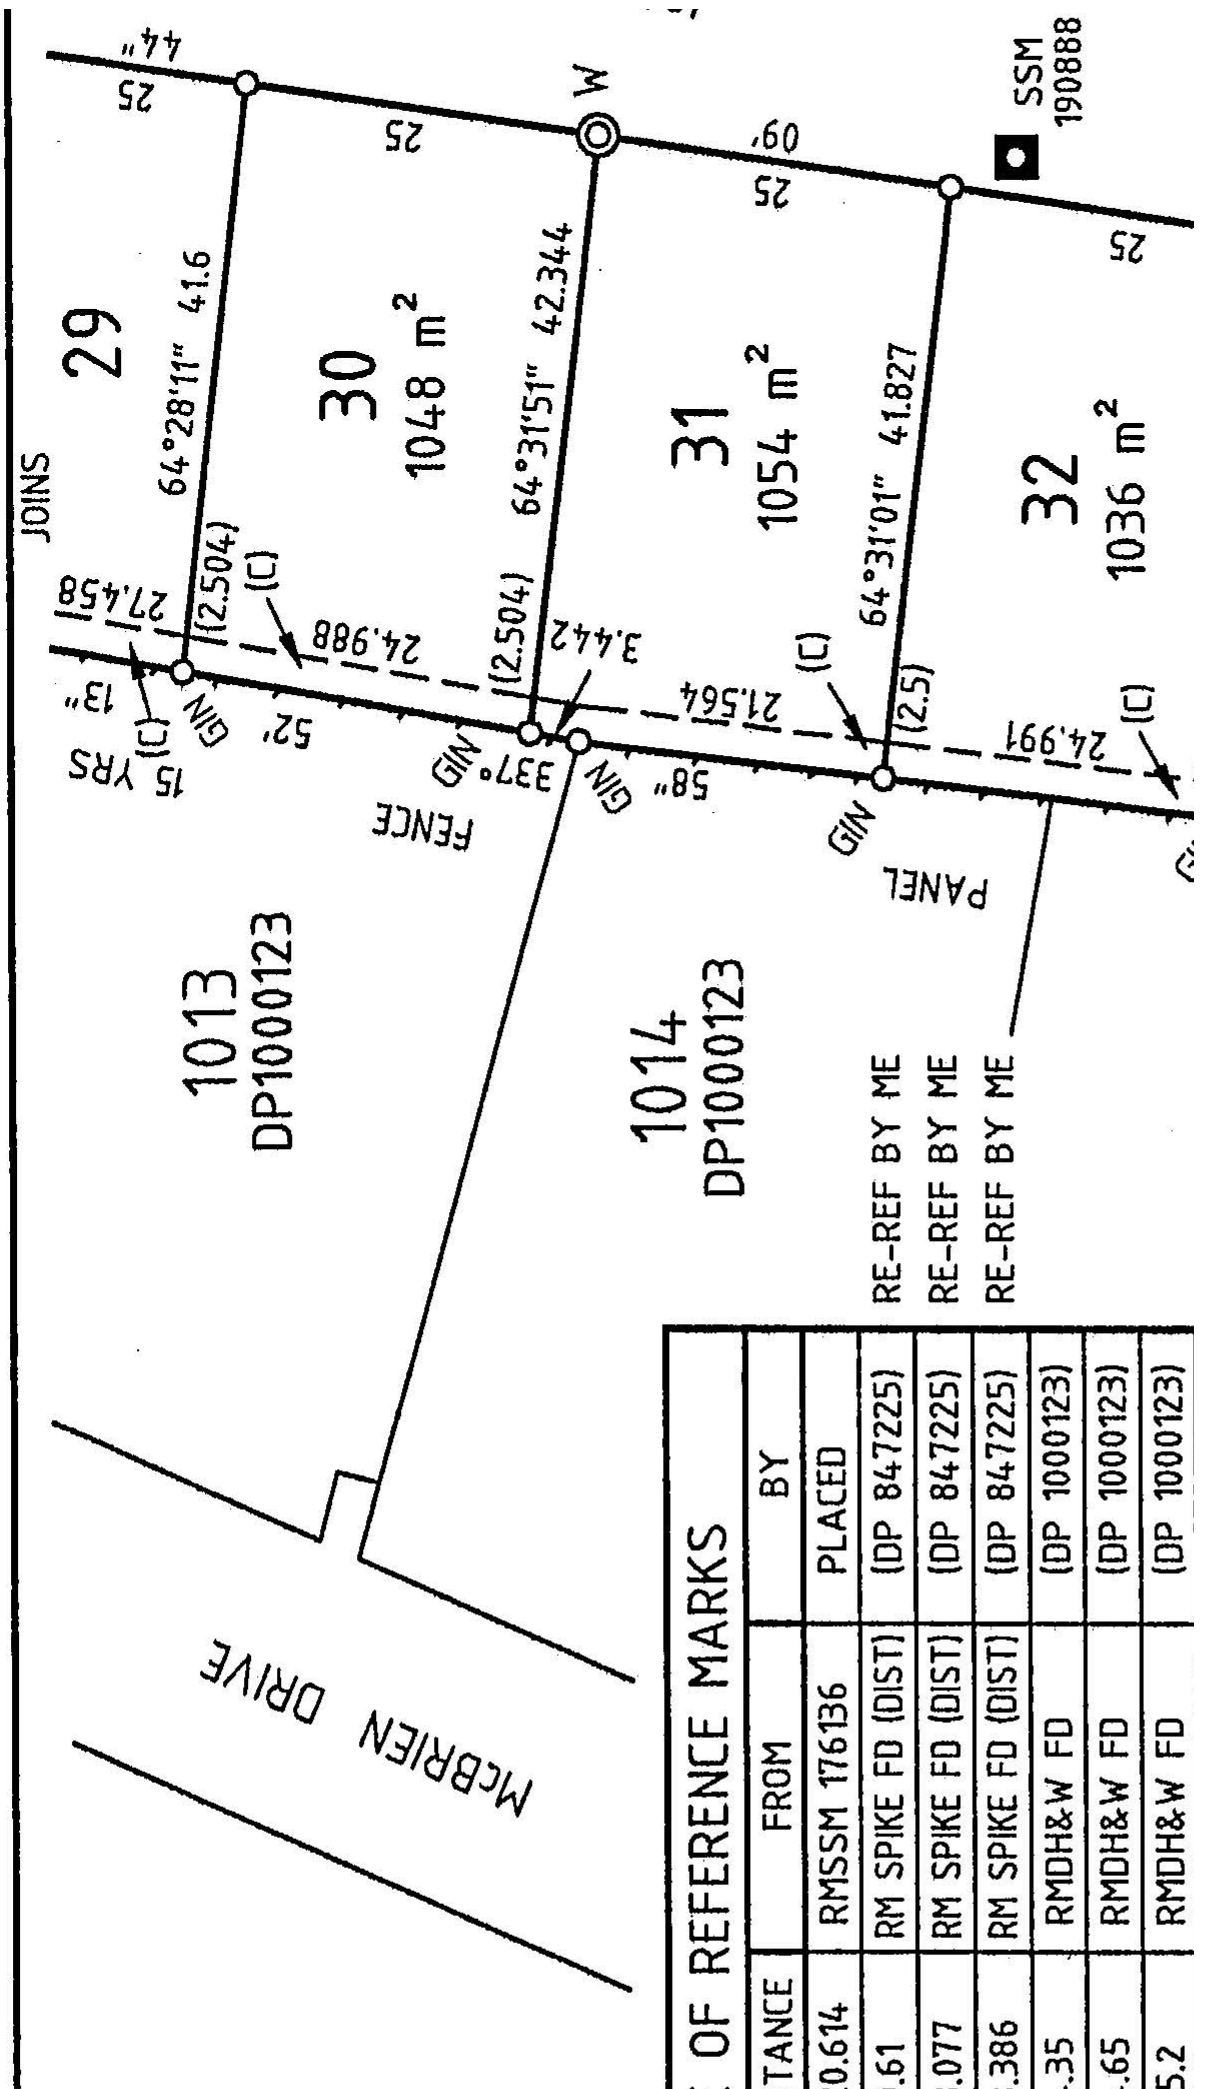 JOINS
29
25
44"
64°28'11" 41.6
(2.504)
27.458
(C)
13"
15 YRS
GIN
30
1048 m²
25
(C)
24.988
52'
64°31'51" 42.344
(2.504)
W
GIN
337°
FENCE
3.442
GIN
31
1054 m²
25
09'
21.564
58"
(C)
64°31'01" 41.827
(2.5)
GIN
SSM
190888
32
1036 m²
25
24.991
(C)
PANEL
1013
DP1000123
1014
DP1000123
McBRIEN DRIVE
RE-REF BY ME
RE-REF BY ME
RE-REF BY ME
OF REFERENCE MARKS
TANCE FROM BY
0.614 RMSSM 176136 PLACED
.61 RM SPIKE FD (DIST) (DP 847225)
.077 RM SPIKE FD (DIST) (DP 847225)
.386 RM SPIKE FD (DIST) (DP 847225)
.35 RMDH&W FD (DP 1000123)
.65 RMDH&W FD (DP 1000123)
5.2 RMDH&W FD (DP 1000123)